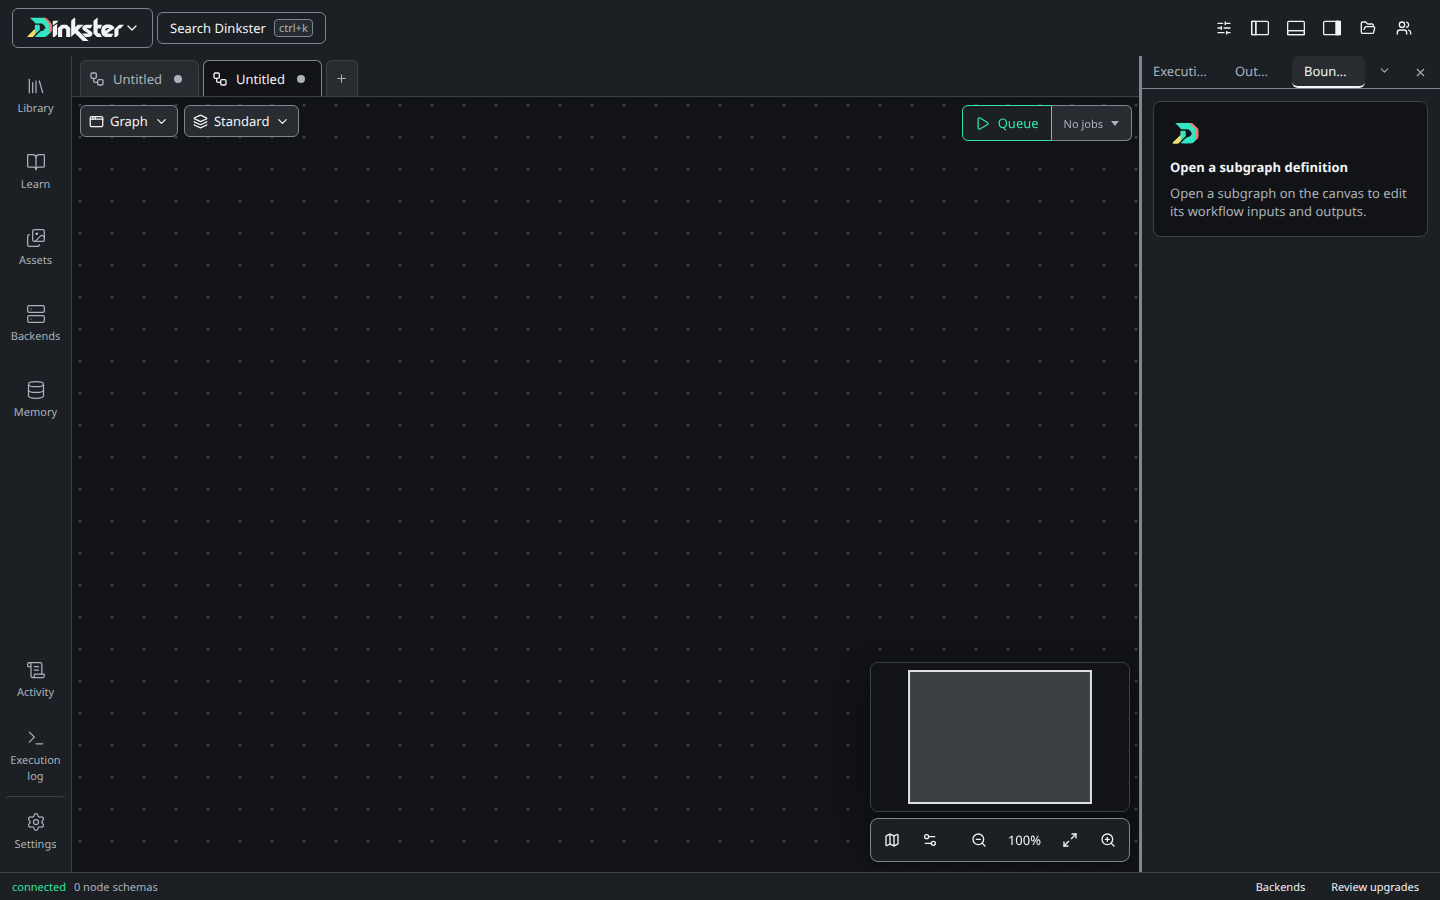 Dinkster
Search Dinkster ctrl+k
Untitled
Untitled
Executi...
Out...
Boun...
Library
Learn
Assets
Backends
Memory
Activity
Execution
log
Settings
Graph
Standard
Queue
No jobs
Open a subgraph definition
Open a subgraph on the canvas to edit
its workflow inputs and outputs.
100%
connected 0 node schemas
Backends
Review upgrades